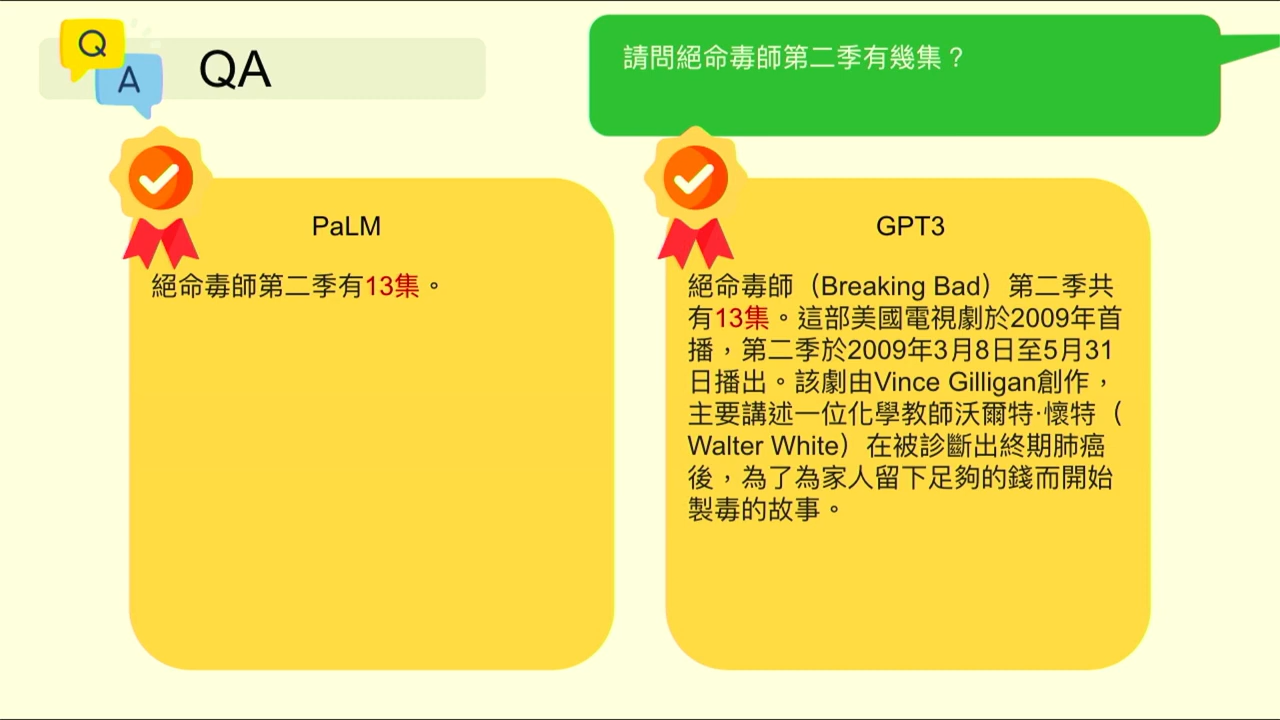 Q
A
QA
請問絕命毒師第二季有幾集？
PaLM
絕命毒師第二季有13集。
GPT3
絕命毒師（Breaking Bad）第二季共
有13集。這部美國電視劇於2009年首
播，第二季於2009年3月8日至5月31
日播出。該劇由Vince Gilligan創作，
主要講述一位化學教師沃爾特·懷特（
Walter White）在被診斷出終期肺癌
後，為了為家人留下足夠的錢而開始
製毒的故事。